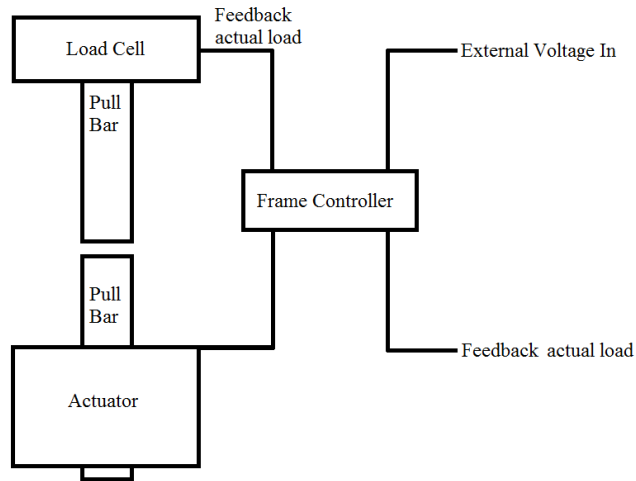 Feedback
actual load
Load Cell
External Voltage In
Pull
Bar
Frame Controller
Pull
Bar
Feedback actual load
Actuator